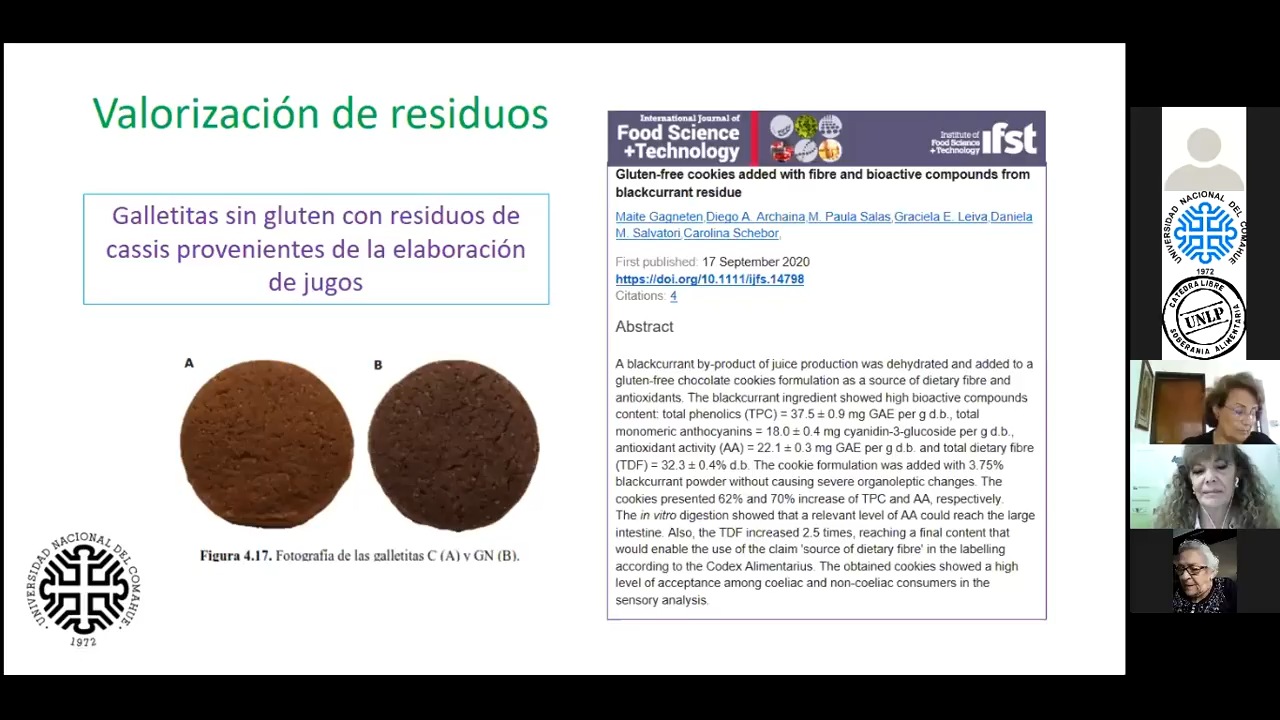 Valorización de residuos
Galletitas sin gluten con residuos de
cassis provenientes de la elaboración
de jugos
A
B
Figura 4.17. Fotografía de las galletitas C (A) y GN (B).
UNIVERSIDAD NACIONAL DEL COMAHUE
1972
International Journal of
Food Science
+Technology
Institute of
Food Science
+Technology
ifst
Gluten-free cookies added with fibre and bioactive compounds from
blackcurrant residue
Maite Gagneten, Diego A. Archaina, M. Paula Salas, Graciela E. Leiva, Daniela
M. Salvatori, Carolina Schebor,
First published: 17 September 2020
https://doi.org/10.1111/ijfs.14798
Citations: 4
Abstract
A blackcurrant by-product of juice production was dehydrated and added to a
gluten-free chocolate cookies formulation as a source of dietary fibre and
antioxidants. The blackcurrant ingredient showed high bioactive compounds
content: total phenolics (TPC) = 37.5 ± 0.9 mg GAE per g d.b., total
monomeric anthocyanins = 18.0 ± 0.4 mg cyanidin-3-glucoside per g d.b.,
antioxidant activity (AA) = 22.1 ± 0.3 mg GAE per g d.b. and total dietary fibre
(TDF) = 32.3 ± 0.4% d.b. The cookie formulation was added with 3.75%
blackcurrant powder without causing severe organoleptic changes. The
cookies presented 62% and 70% increase of TPC and AA, respectively.
The in vitro digestion showed that a relevant level of AA could reach the large
intestine. Also, the TDF increased 2.5 times, reaching a final content that
would enable the use of the claim 'source of dietary fibre' in the labelling
according to the Codex Alimentarius. The obtained cookies showed a high
level of acceptance among coeliac and non-coeliac consumers in the
sensory analysis.
UNIVERSIDAD NACIONAL DEL COMAHUE
1972
CATEDRA LIBRE
UNLP
SOBERANIA ALIMENTARIA